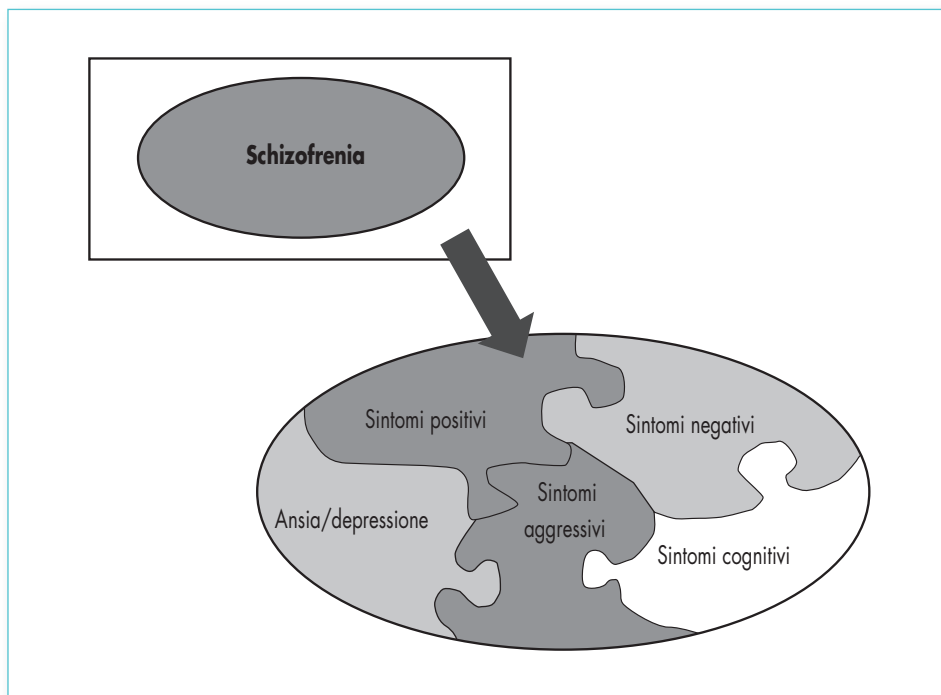 Schizofrenia
Sintomi positivi
Sintomi negativi
Ansia/depressione
Sintomi
aggressivi
Sintomi cognitivi